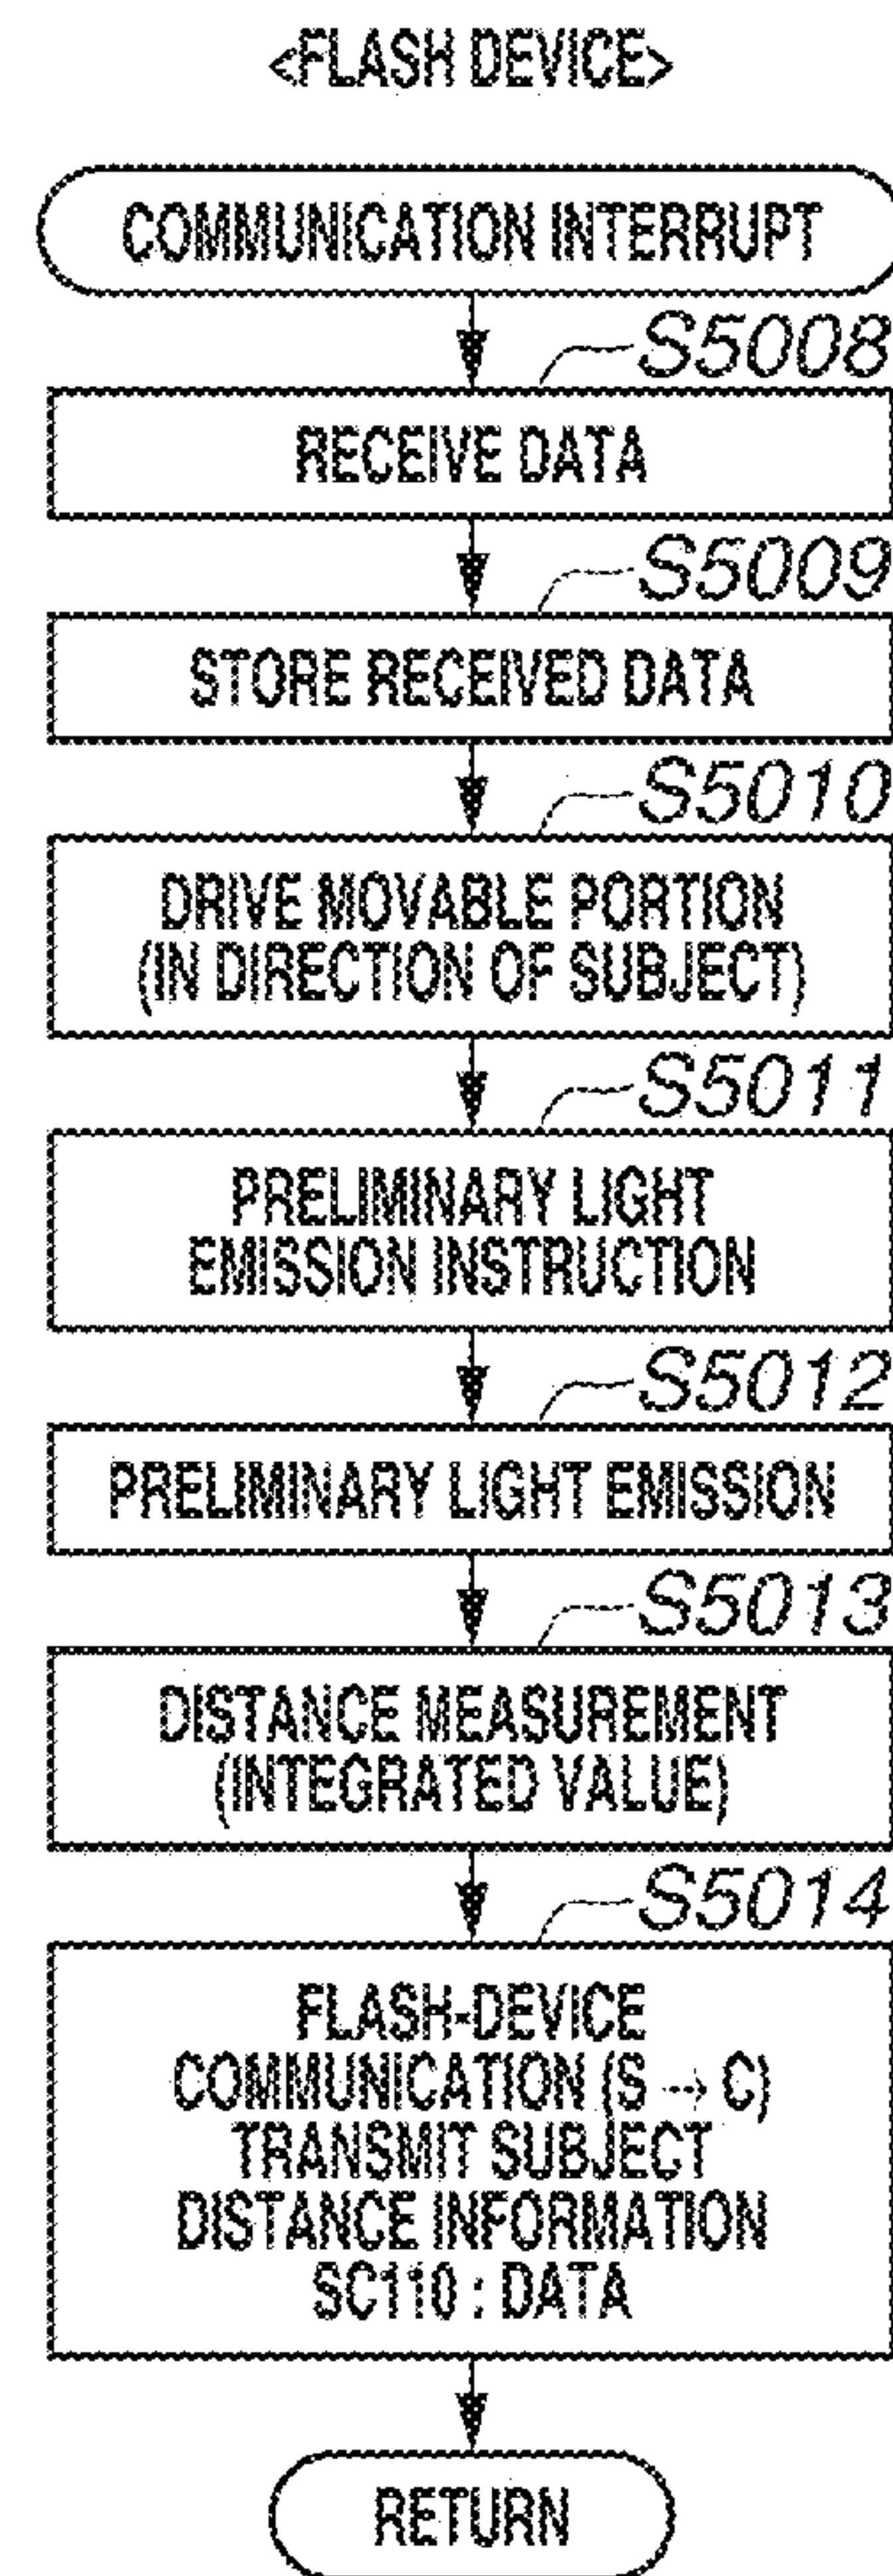 <FLASH DEVICE>
COMMUNICATION INTERRUPT
S5008
RECEIVE DATA
S5009
STORE RECEIVED DATA
S5010
DRIVE MOVABLE PORTION
(IN DIRECTION OF SUBJECT)
S5011
PRELIMINARY LIGHT
EMISSION INSTRUCTION
S5012
PRELIMINARY LIGHT EMISSION
S5013
DISTANCE MEASUREMENT
(INTEGRATED VALUE)
S5014
FLASH-DEVICE
COMMUNICATION (S → C)
TRANSMIT SUBJECT
DISTANCE INFORMATION
SC110 : DATA
RETURN